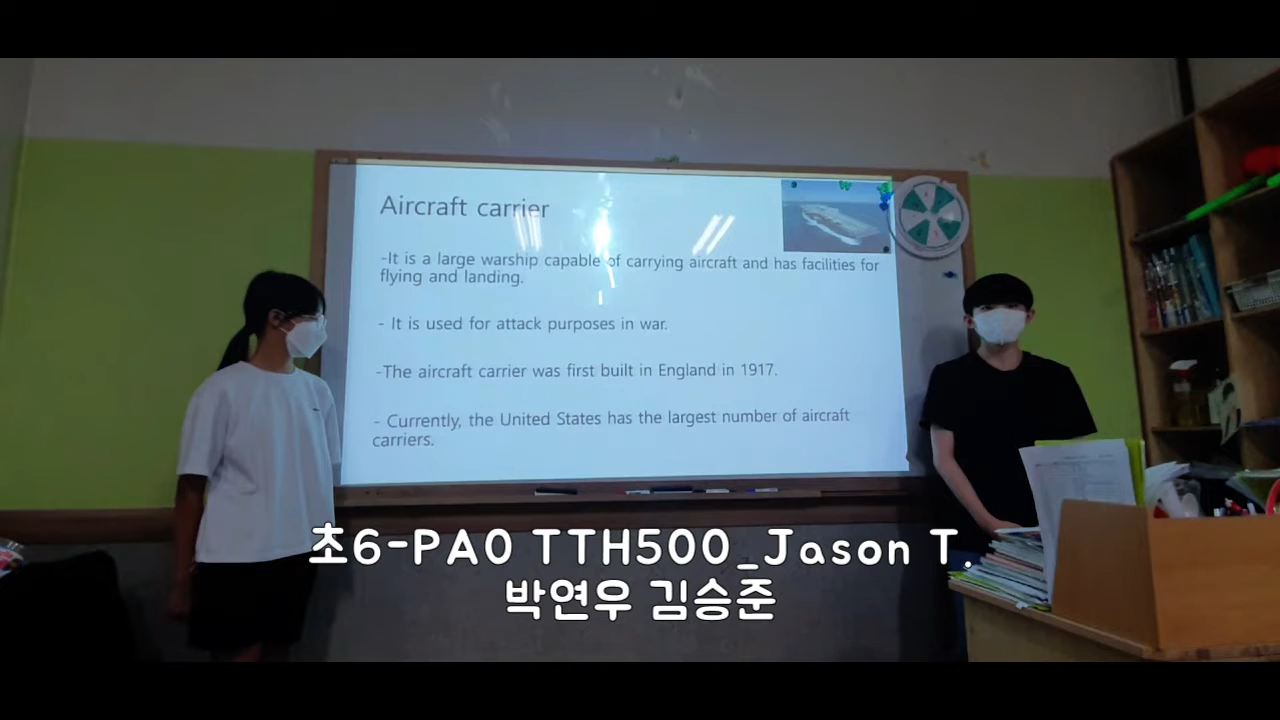 Aircraft carrier
-It is a large warship capable of carrying aircraft and has facilities for
flying and landing.
- It is used for attack purposes in war.
-The aircraft carrier was first built in England in 1917.
- Currently, the United States has the largest number of aircraft
carriers.
초6-PA0 TTH500_Jason T.
박연우 김승준